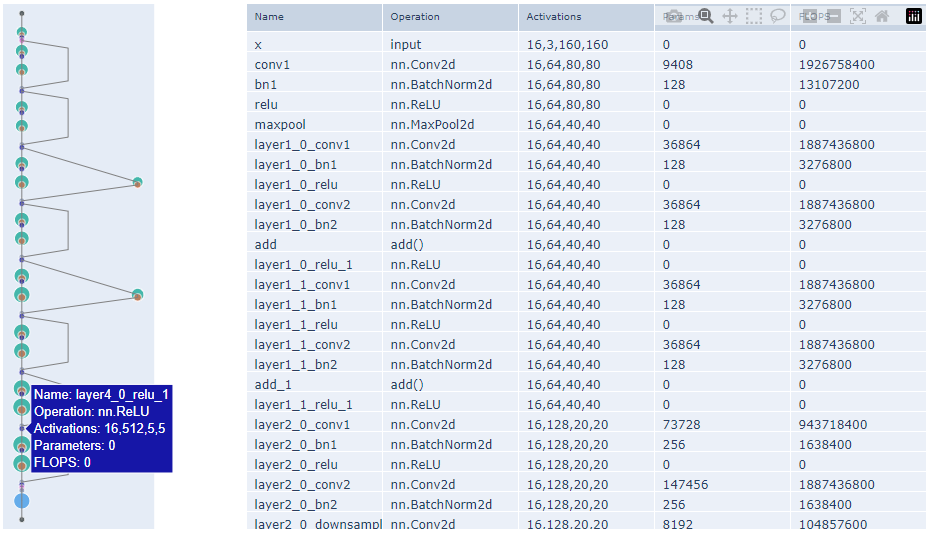 Name Operation Activations Params FLOPS
x input 16,3,160,160 0 0
conv1 nn.Conv2d 16,64,80,80 9408 1926758400
bn1 nn.BatchNorm2d 16,64,80,80 128 13107200
relu nn.ReLU 16,64,80,80 0 0
maxpool nn.MaxPool2d 16,64,40,40 0 0
layer1_0_conv1 nn.Conv2d 16,64,40,40 36864 1887436800
layer1_0_bn1 nn.BatchNorm2d 16,64,40,40 128 3276800
layer1_0_relu nn.ReLU 16,64,40,40 0 0
layer1_0_conv2 nn.Conv2d 16,64,40,40 36864 1887436800
layer1_0_bn2 nn.BatchNorm2d 16,64,40,40 128 3276800
add add() 16,64,40,40 0 0
layer1_0_relu_1 nn.ReLU 16,64,40,40 0 0
layer1_1_conv1 nn.Conv2d 16,64,40,40 36864 1887436800
layer1_1_bn1 nn.BatchNorm2d 16,64,40,40 128 3276800
layer1_1_relu nn.ReLU 16,64,40,40 0 0
layer1_1_conv2 nn.Conv2d 16,64,40,40 36864 1887436800
layer1_1_bn2 nn.BatchNorm2d 16,64,40,40 128 3276800
add_1 add() 16,64,40,40 0 0
layer1_1_relu_1 nn.ReLU 16,64,40,40 0 0
layer2_0_conv1 nn.Conv2d 16,128,20,20 73728 943718400
layer2_0_bn1 nn.BatchNorm2d 16,128,20,20 256 1638400
layer2_0_relu nn.ReLU 16,128,20,20 0 0
layer2_0_conv2 nn.Conv2d 16,128,20,20 147456 1887436800
layer2_0_bn2 nn.BatchNorm2d 16,128,20,20 256 1638400
layer2_0_downsampl nn.Conv2d 16,128,20,20 8192 104857600
Name: layer4_0_relu_1
Operation: nn.ReLU
Activations: 16,512,5,5
Parameters: 0
FLOPS: 0